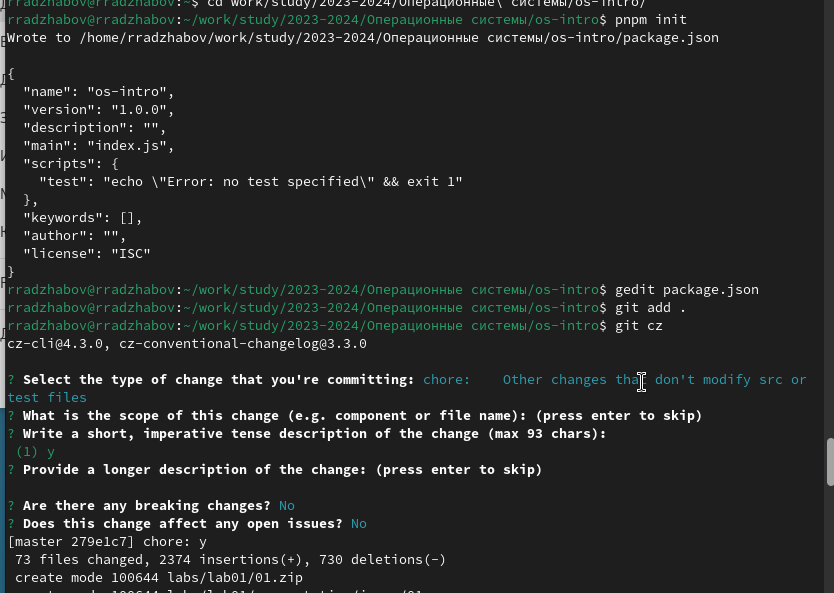 rradzhabov@rradzhabov:~$ cd work/study/2023-2024/Операционные\ системы/os-intro/
rradzhabov@rradzhabov:~/work/study/2023-2024/Операционные системы/os-intro$ pnpm init
Wrote to /home/rradzhabov/work/study/2023-2024/Операционные системы/os-intro/package.json
{
  "name": "os-intro",
  "version": "1.0.0",
  "description": "",
  "main": "index.js",
  "scripts": {
    "test": "echo \"Error: no test specified\" && exit 1"
  },
  "keywords": [],
  "author": "",
  "license": "ISC"
}
rradzhabov@rradzhabov:~/work/study/2023-2024/Операционные системы/os-intro$ gedit package.json
rradzhabov@rradzhabov:~/work/study/2023-2024/Операционные системы/os-intro$ git add .
rradzhabov@rradzhabov:~/work/study/2023-2024/Операционные системы/os-intro$ git cz
cz-cli@4.3.0, cz-conventional-changelog@3.3.0
? Select the type of change that you're committing: chore:    Other changes that don't modify src or
test files
? What is the scope of this change (e.g. component or file name): (press enter to skip)
? Write a short, imperative tense description of the change (max 93 chars):
 (1) y
? Provide a longer description of the change: (press enter to skip)
? Are there any breaking changes? No
? Does this change affect any open issues? No
[master 279e1c7] chore: y
 73 files changed, 2374 insertions(+), 730 deletions(-)
 create mode 100644 labs/lab01/01.zip